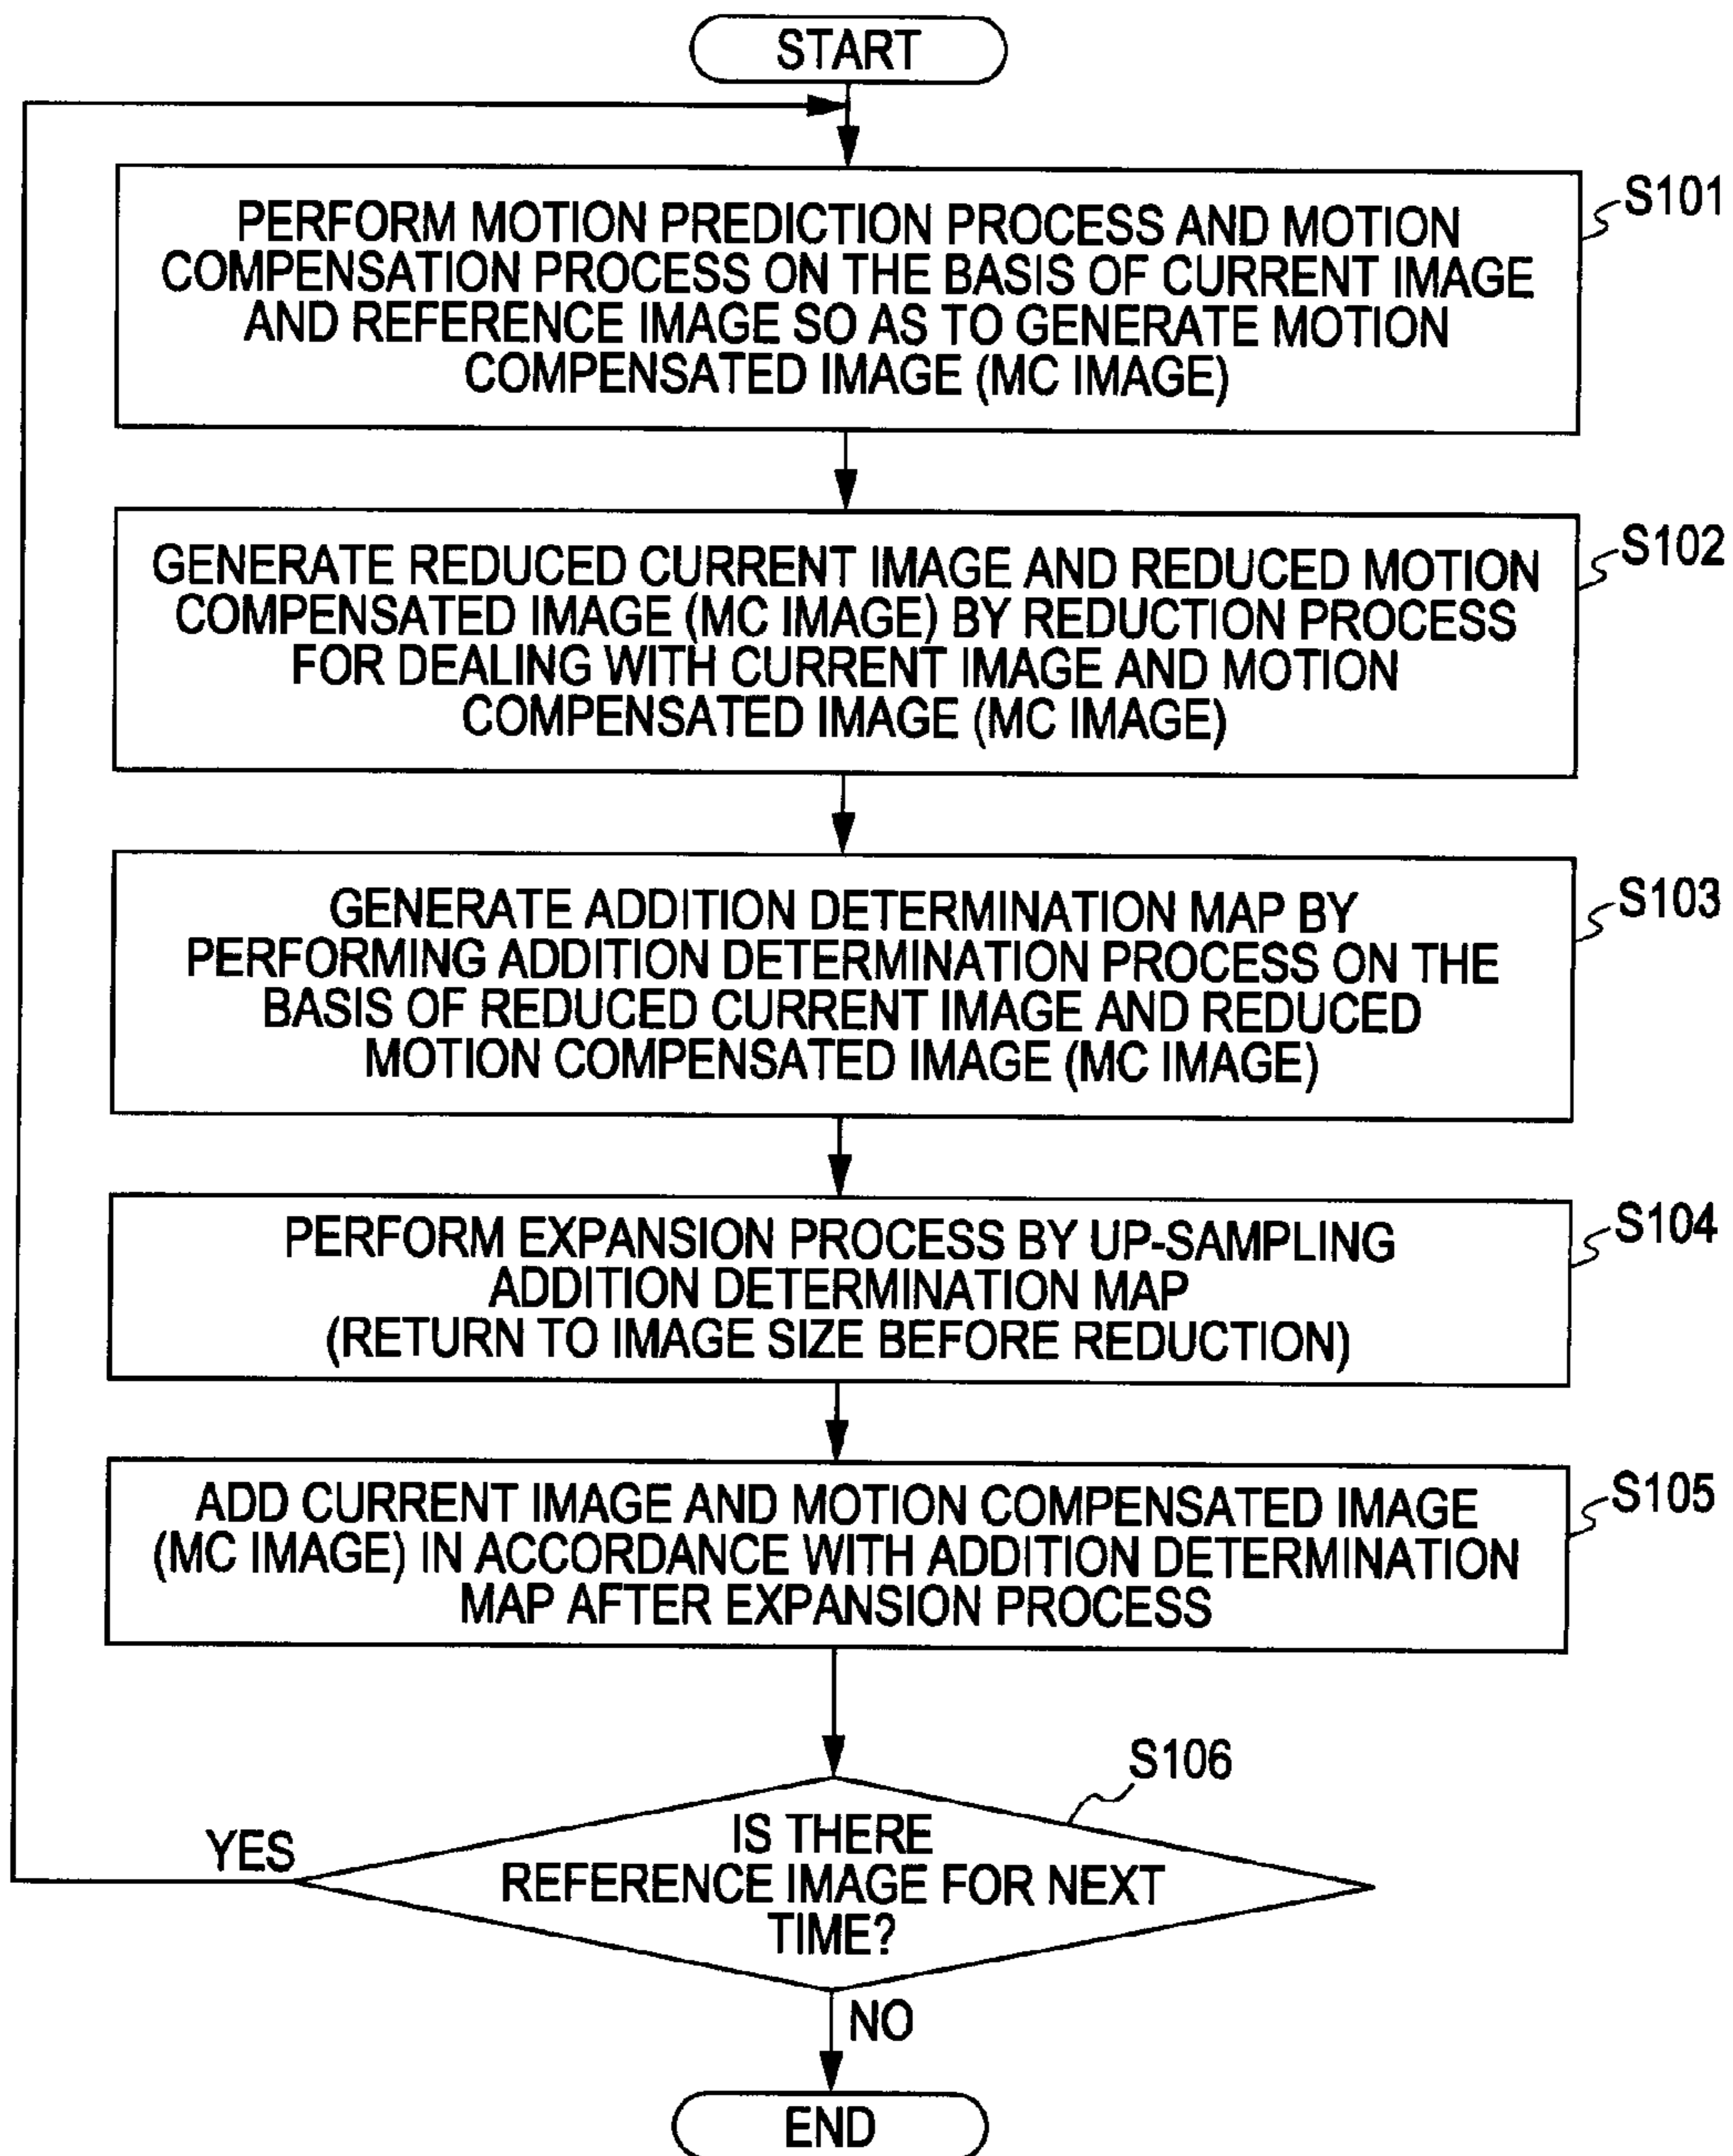 START
S101
PERFORM MOTION PREDICTION PROCESS AND MOTION
COMPENSATION PROCESS ON THE BASIS OF CURRENT IMAGE
AND REFERENCE IMAGE SO AS TO GENERATE MOTION
COMPENSATED IMAGE (MC IMAGE)
S102
GENERATE REDUCED CURRENT IMAGE AND REDUCED MOTION
COMPENSATED IMAGE (MC IMAGE) BY REDUCTION PROCESS
FOR DEALING WITH CURRENT IMAGE AND MOTION
COMPENSATED IMAGE (MC IMAGE)
S103
GENERATE ADDITION DETERMINATION MAP BY
PERFORMING ADDITION DETERMINATION PROCESS ON THE
BASIS OF REDUCED CURRENT IMAGE AND REDUCED
MOTION COMPENSATED IMAGE (MC IMAGE)
S104
PERFORM EXPANSION PROCESS BY UP-SAMPLING
ADDITION DETERMINATION MAP
(RETURN TO IMAGE SIZE BEFORE REDUCTION)
S105
ADD CURRENT IMAGE AND MOTION COMPENSATED IMAGE
(MC IMAGE) IN ACCORDANCE WITH ADDITION DETERMINATION
MAP AFTER EXPANSION PROCESS
S106
IS THERE
REFERENCE IMAGE FOR NEXT
TIME?
YES
NO
END